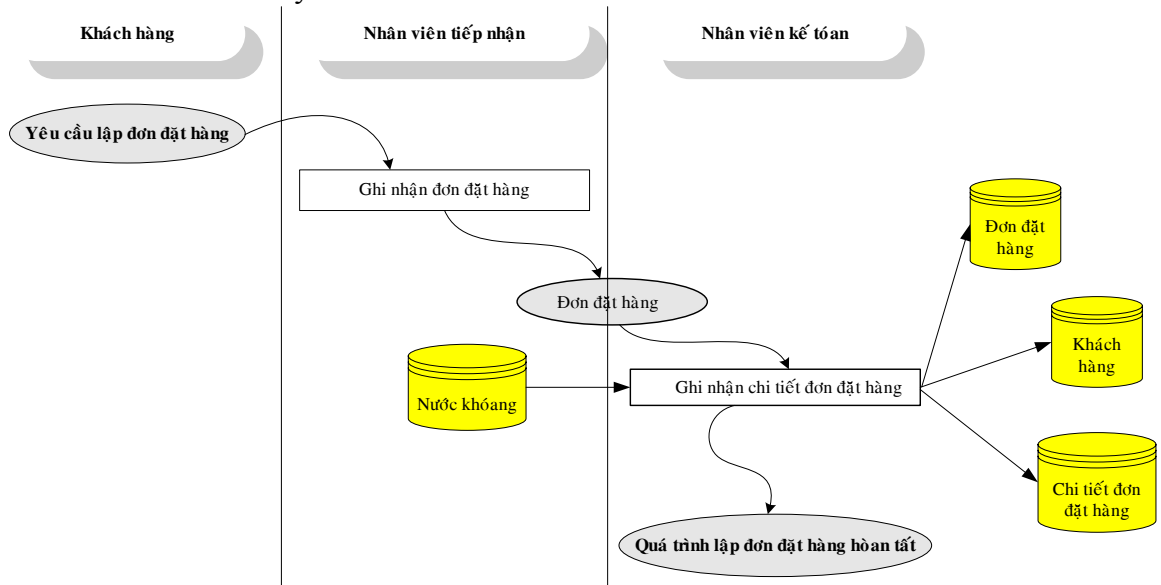 Khách hàng
Nhân viên tiếp nhận
Nhân viên kế tóan
Yêu cầu lập đơn đặt hàng
Ghi nhận đơn đặt hàng
Đơn đặt
hàng
Đơn đặt hàng
Khách
hàng
Nước khóang
Ghi nhận chi tiết đơn đặt hàng
Chi tiết đơn
đặt hàng
Quá trình lập đơn đặt hàng hòan tất